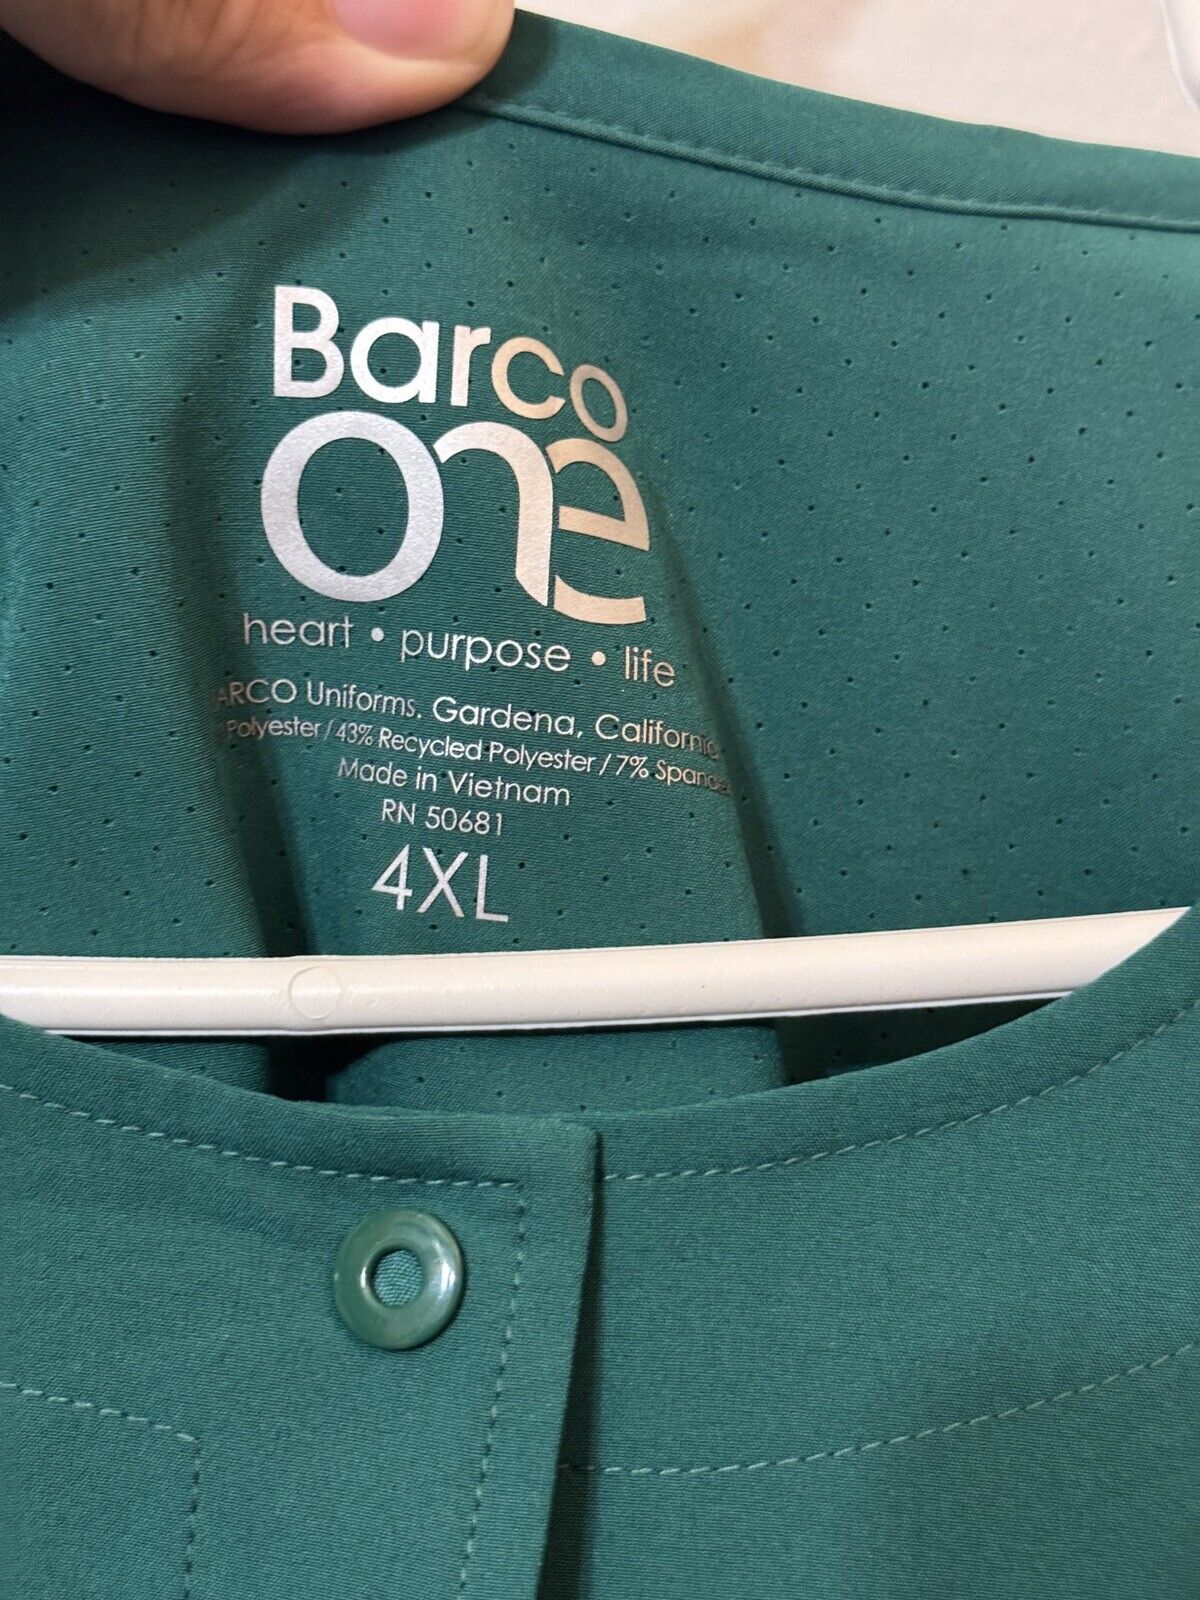 Barco
One
heart • purpose • life
BARCO Uniforms. Gardena, California
Polyester / 43% Recycled Polyester / 7% Spandex
Made in Vietnam
RN 50681
4XL